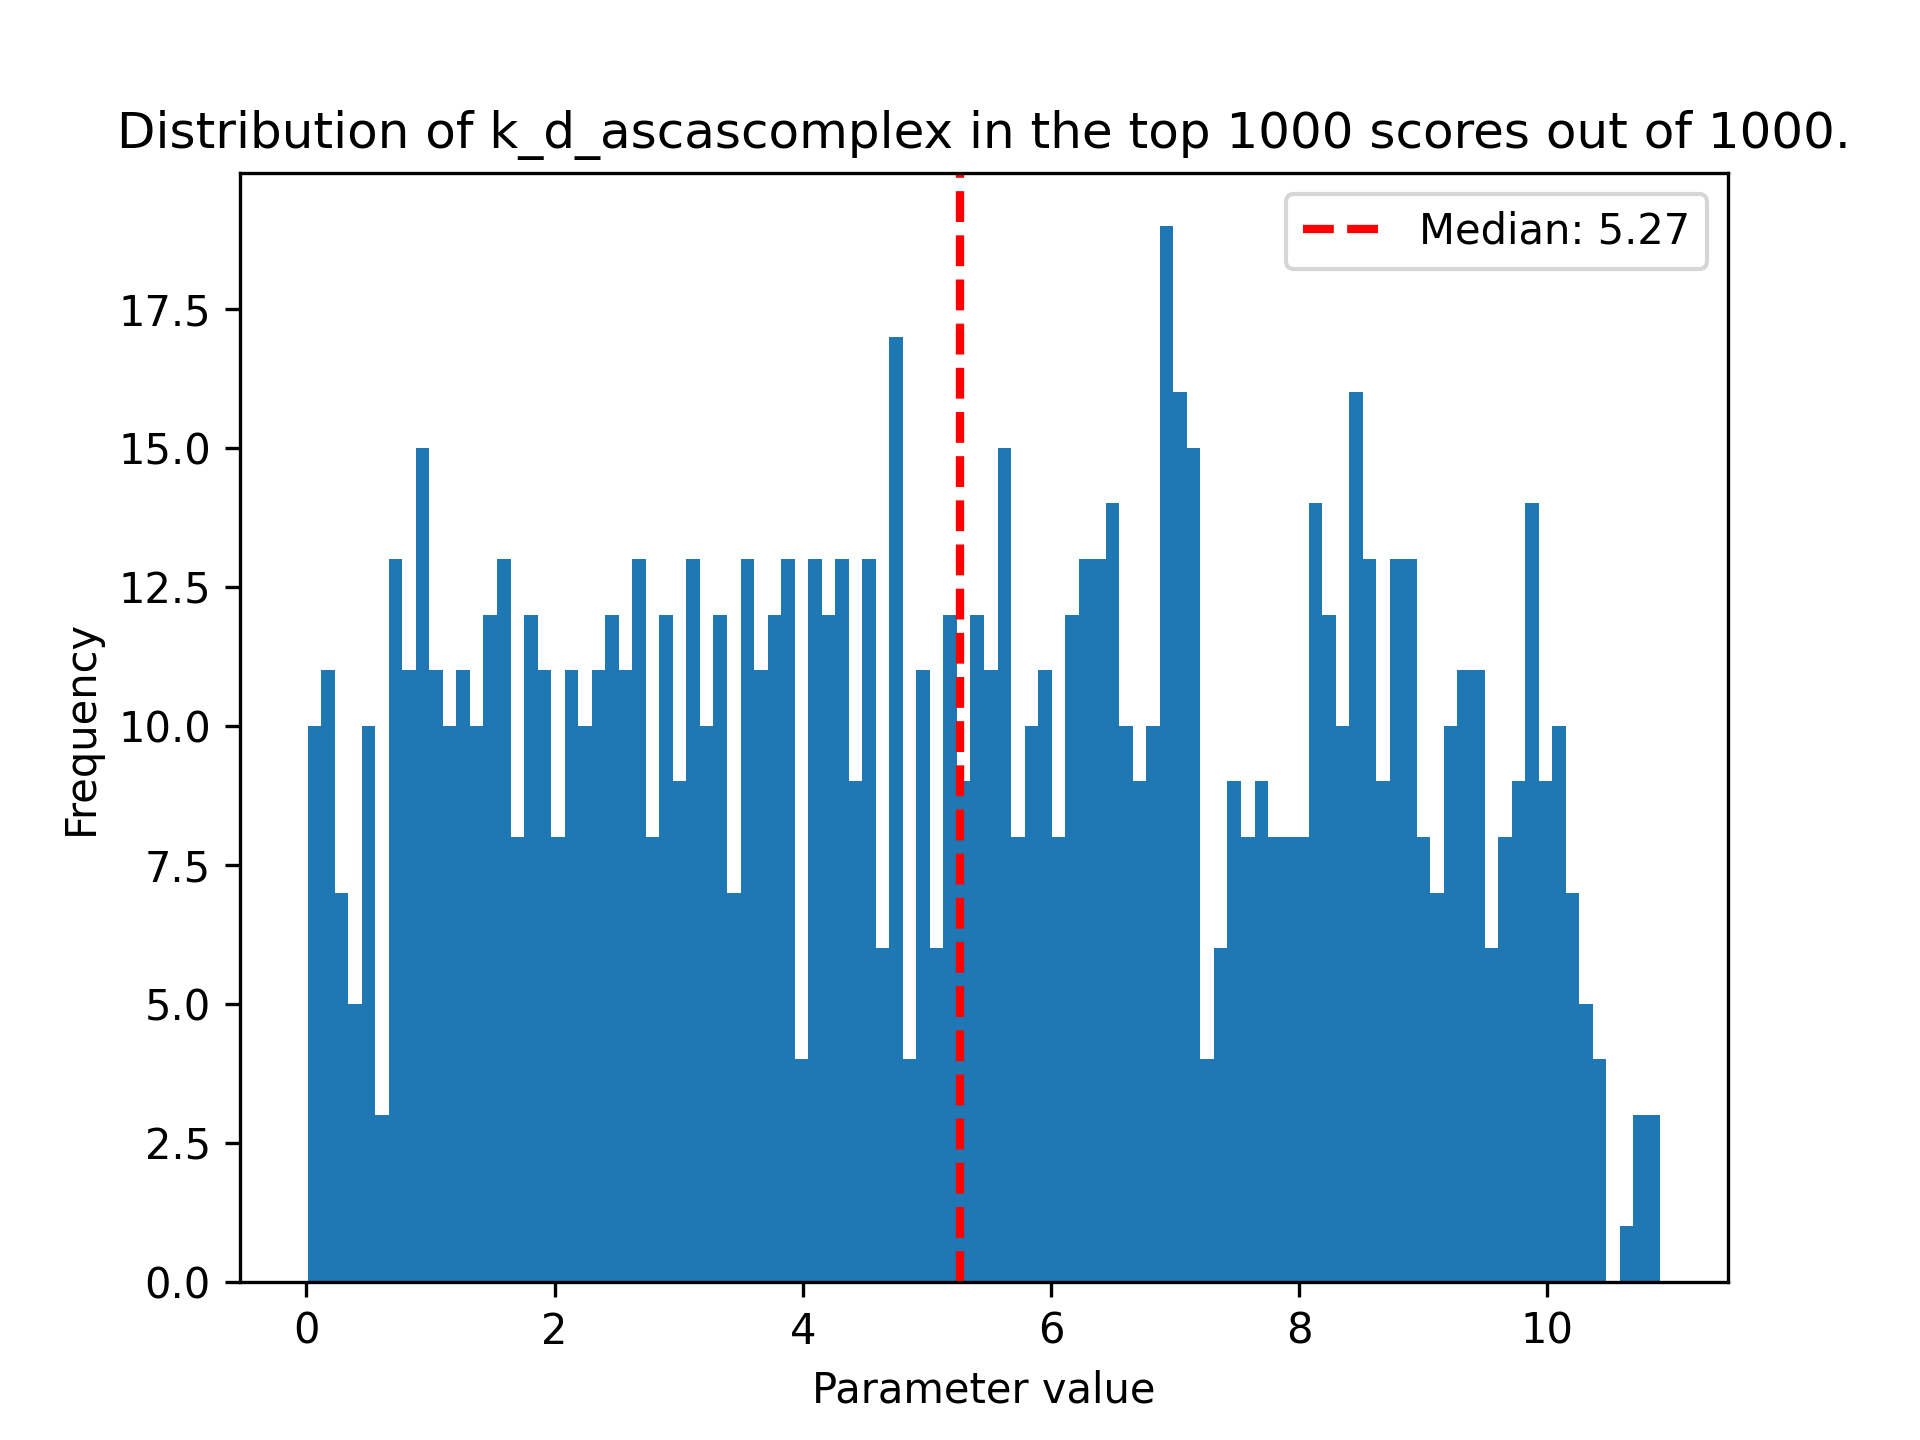 Distribution of k_d_ascascomplex in the top 1000 scores out of 1000.
Median: 5.27
17.5
15.0
12.5
10.0
7.5
5.0
2.5
0.0
Frequency
0 2 4 6 8 10
Parameter value